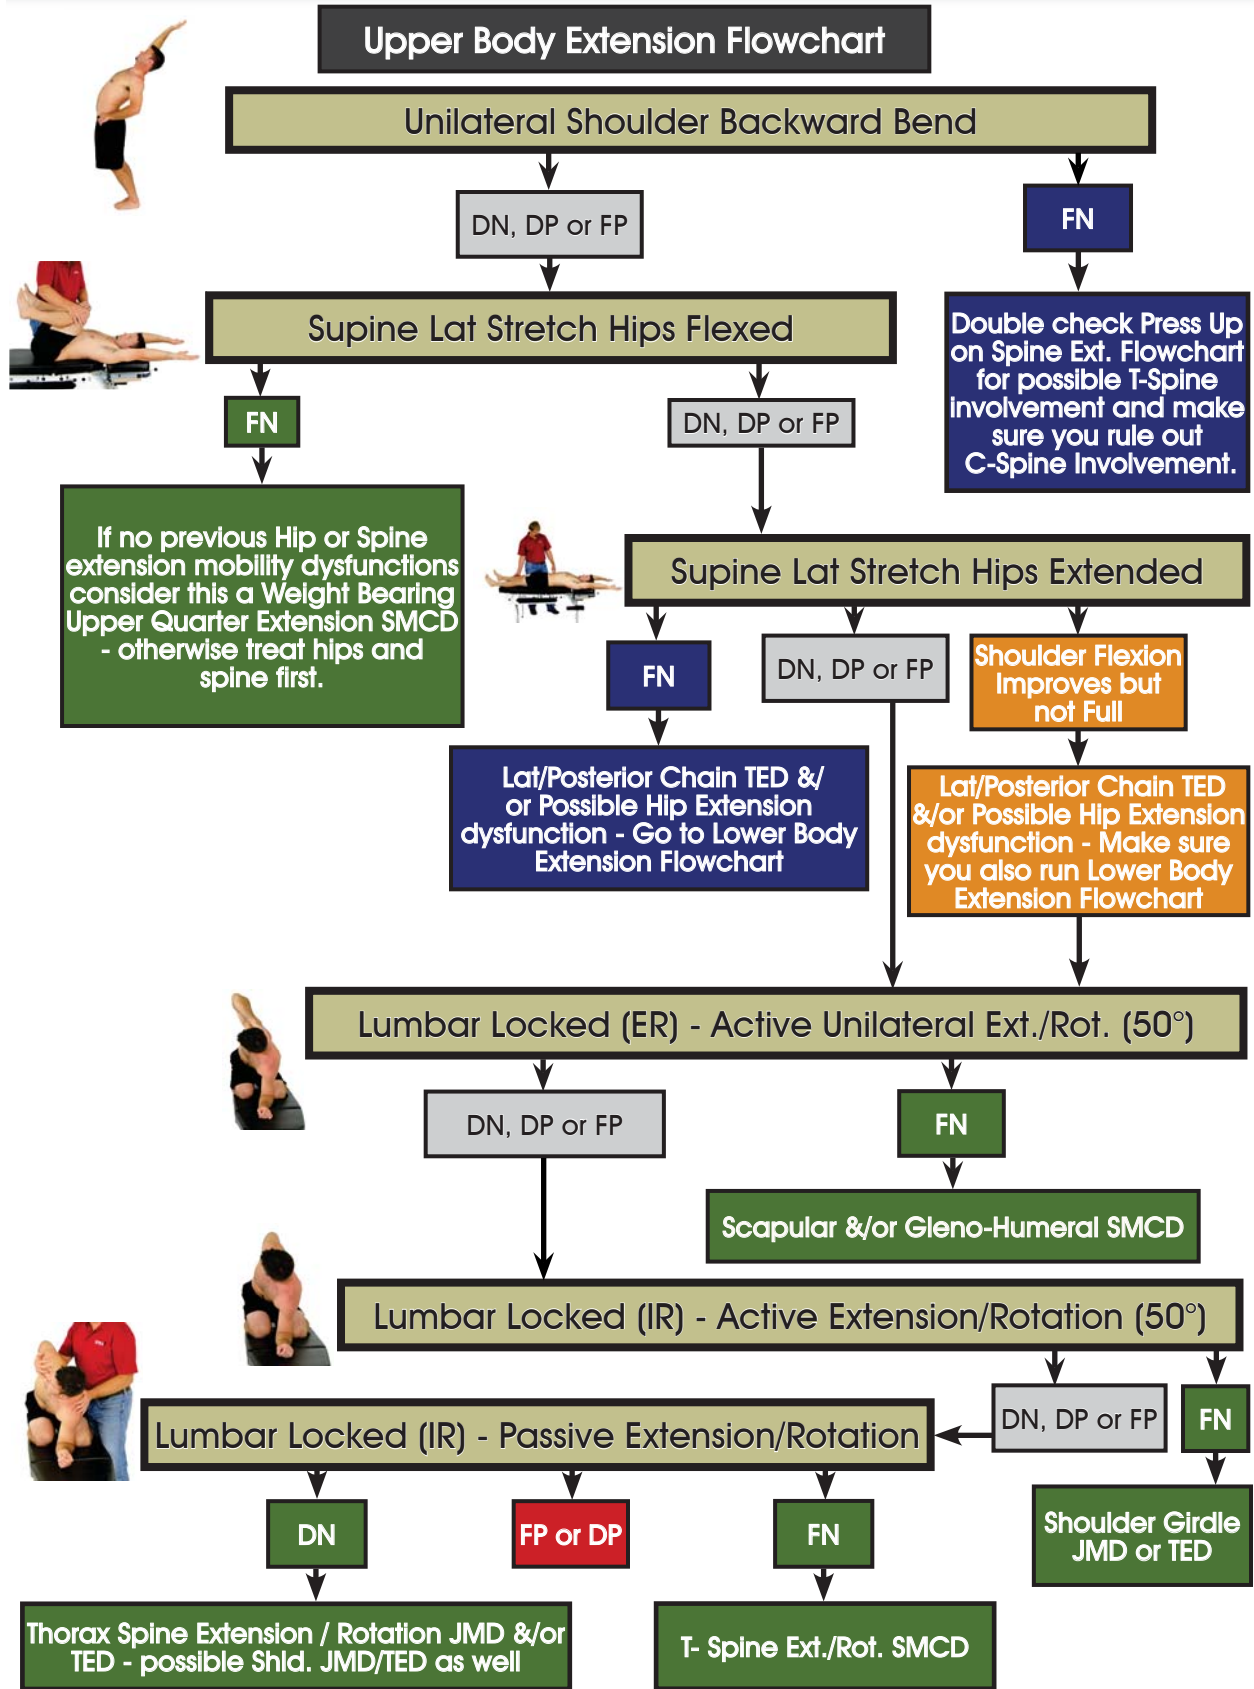 Upper Body Extension Flowchart
Unilateral Shoulder Backward Bend
DN, DP or FP
FN
Supine Lat Stretch Hips Flexed
Double check Press Up
on Spine Ext. Flowchart
for possible T-Spine
involvement and make
sure you rule out
C-Spine Involvement.
FN
DN, DP or FP
If no previous Hip or Spine
extension mobility dysfunctions
consider this a Weight Bearing
Upper Quarter Extension SMCD
- otherwise treat hips and
spine first.
Supine Lat Stretch Hips Extended
FN
DN, DP or FP
Shoulder Flexion
Improves but
not Full
Lat/Posterior Chain TED &/
or Possible Hip Extension
dysfunction - Go to Lower Body
Extension Flowchart
Lat/Posterior Chain TED
&/or Possible Hip Extension
dysfunction - Make sure
you also run Lower Body
Extension Flowchart
Lumbar Locked (ER) - Active Unilateral Ext./Rot. (50°)
DN, DP or FP
FN
Scapular &/or Gleno-Humeral SMCD
Lumbar Locked (IR) - Active Extension/Rotation (50°)
DN, DP or FP
FN
Lumbar Locked (IR) - Passive Extension/Rotation
Shoulder Girdle
JMD or TED
DN
FP or DP
FN
Thorax Spine Extension / Rotation JMD &/or
TED - possible Shld. JMD/TED as well
T- Spine Ext./Rot. SMCD